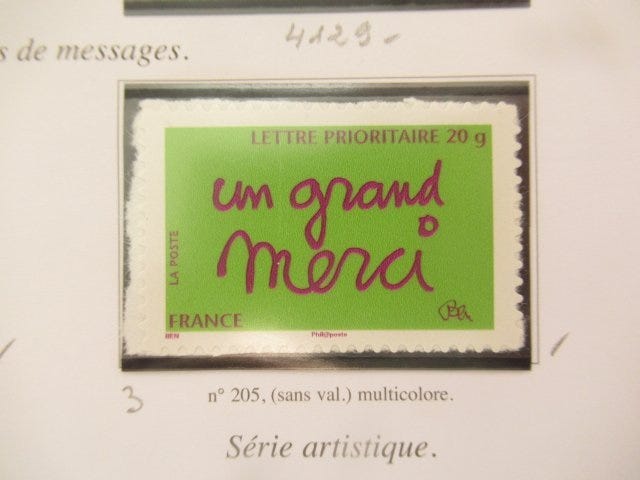 4129-
s de messages.
LETTRE PRIORITAIRE 20 g
un grand
merci
LA POSTE
FRANCE
BEN
Phil@poste
Ben
3
n° 205, (sans val.) multicolore.
Série artistique.